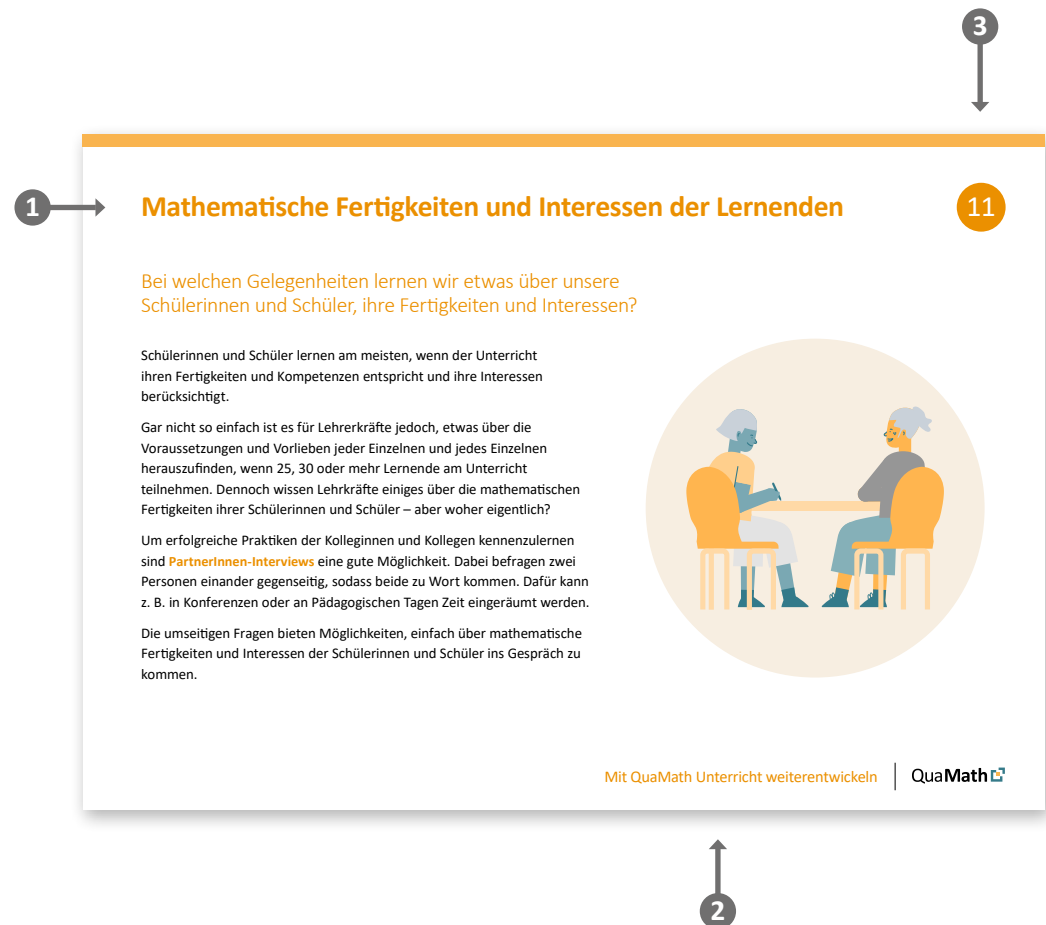 3
1
Mathematische Fertigkeiten und Interessen der Lernenden
11
Bei welchen Gelegenheiten lernen wir etwas über unsere
Schülerinnen und Schüler, ihre Fertigkeiten und Interessen?
Schülerinnen und Schüler lernen am meisten, wenn der Unterricht
ihren Fertigkeiten und Kompetenzen entspricht und ihre Interessen
berücksichtigt.
Gar nicht so einfach ist es für Lehrerkräfte jedoch, etwas über die
Voraussetzungen und Vorlieben jeder Einzelnen und jedes Einzelnen
herauszufinden, wenn 25, 30 oder mehr Lernende am Unterricht
teilnehmen. Dennoch wissen Lehrkräfte einiges über die mathematischen
Fertigkeiten ihrer Schülerinnen und Schüler – aber woher eigentlich?
Um erfolgreiche Praktiken der Kolleginnen und Kollegen kennenzulernen
sind PartnerInnen-Interviews eine gute Möglichkeit. Dabei befragen zwei
Personen einander gegenseitig, sodass beide zu Wort kommen. Dafür kann
z. B. in Konferenzen oder an Pädagogischen Tagen Zeit eingeräumt werden.
Die umseitigen Fragen bieten Möglichkeiten, einfach über mathematische
Fertigkeiten und Interessen der Schülerinnen und Schüler ins Gespräch zu
kommen.
Mit QuaMath Unterricht weiterentwickeln
QuaMath
2